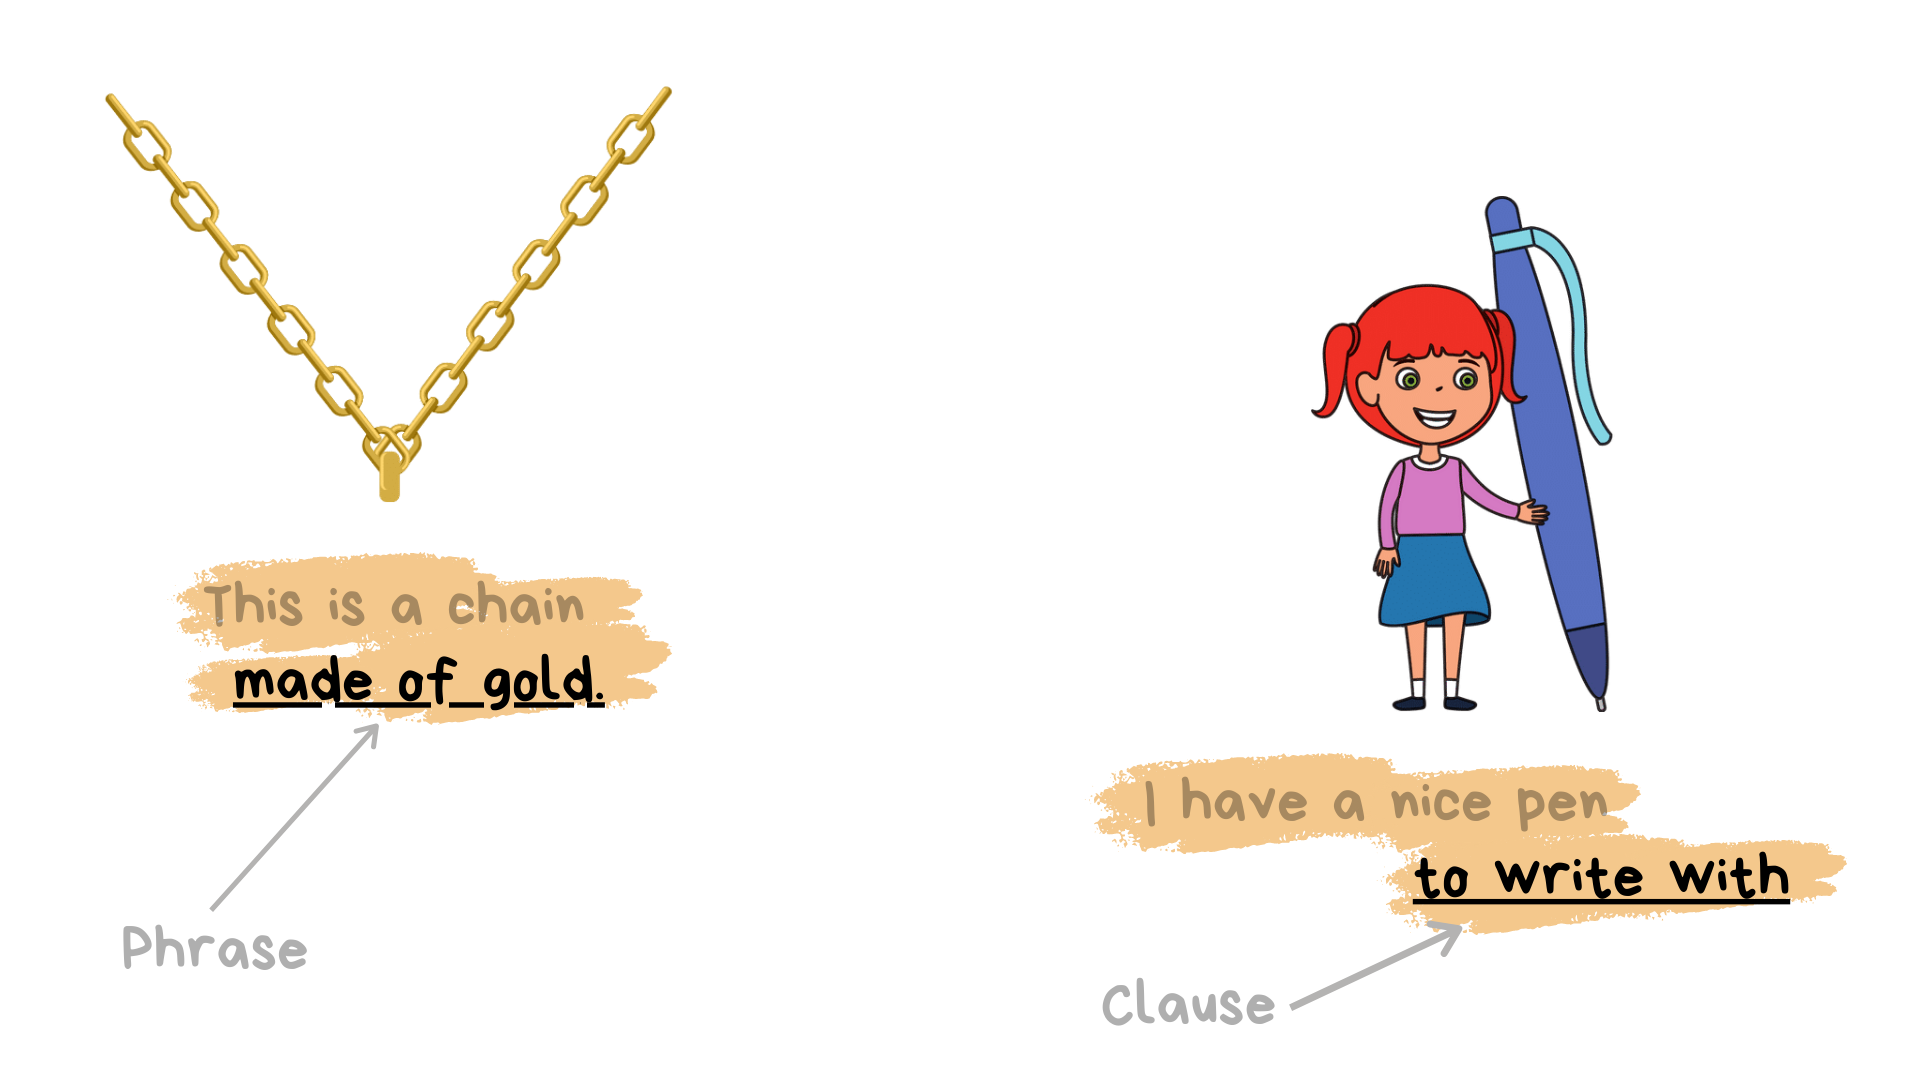 This is a chain
made of gold.
Phrase
I have a nice pen
to write with
Clause